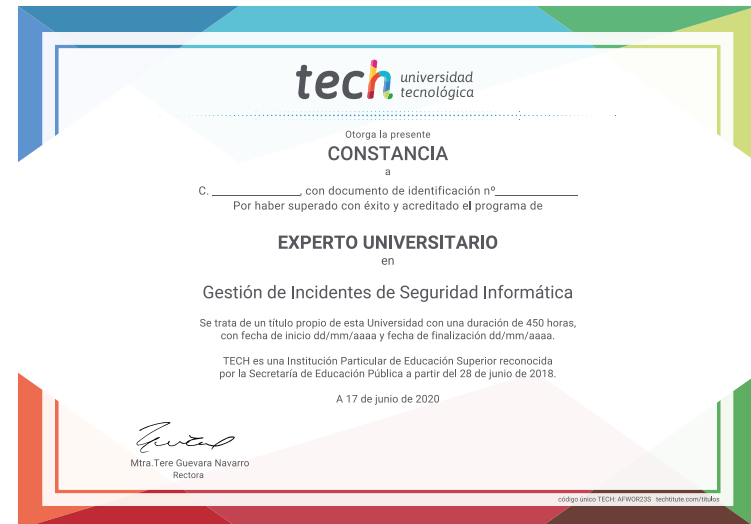 tech universidad
tecnológica
Otorga la presente
CONSTANCIA
a
C. ______________, con documento de identificación nº______________
Por haber superado con éxito y acreditado el programa de
EXPERTO UNIVERSITARIO
en
Gestión de Incidentes de Seguridad Informática
Se trata de un título propio de esta Universidad con una duración de 450 horas,
con fecha de inicio dd/mm/aaaa y fecha de finalización dd/mm/aaaa.
TECH es una Institución Particular de Educación Superior reconocida
por la Secretaría de Educación Pública a partir del 28 de junio de 2018.
A 17 de junio de 2020
Mtra.Tere Guevara Navarro
Rectora
código único TECH: AFWOR23S techtitute.com/titulos